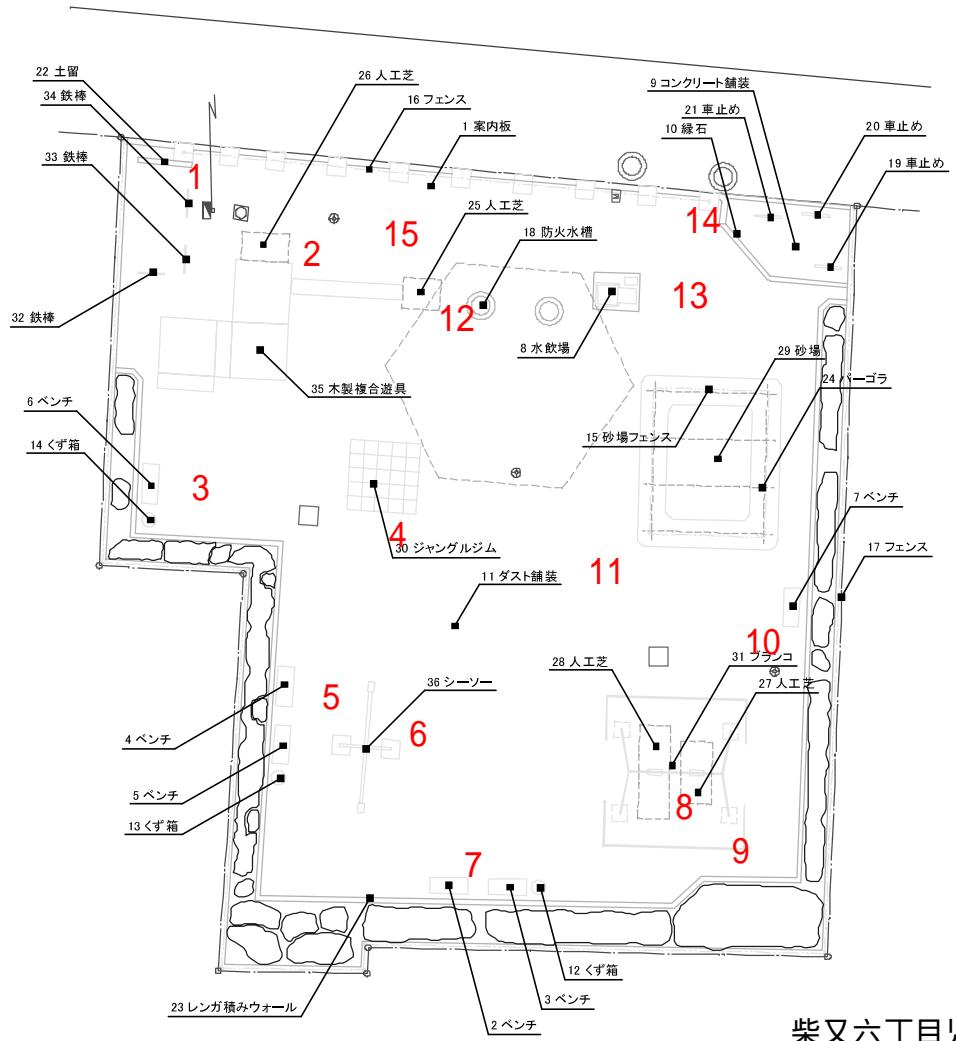 22 土留
26 人工芝
9 コンクリート舗装
34 鉄棒
16 フェンス
21 車止め
20 車止め
1 案内板
10 縁石
33 鉄棒
19 車止め
1
25 人工芝
14
15
18 防火水槽
2
13
12
32 鉄棒
8 水飲場
29 砂場
24 パーゴラ
35 木製複合遊具
6 ベンチ
15 砂場フェンス
14 くず箱
3
7 ベンチ
4
30 ジャングルジム
17 フェンス
11
11 ダスト舗装
10
28 人工芝
31 ブランコ
36 シーソー
27 人工芝
5
4 ベンチ
6
5 ベンチ
8
13 くず箱
9
7
12 くず箱
23 レンガ積みウォール
3 ベンチ
2 ベンチ
柴又六丁目